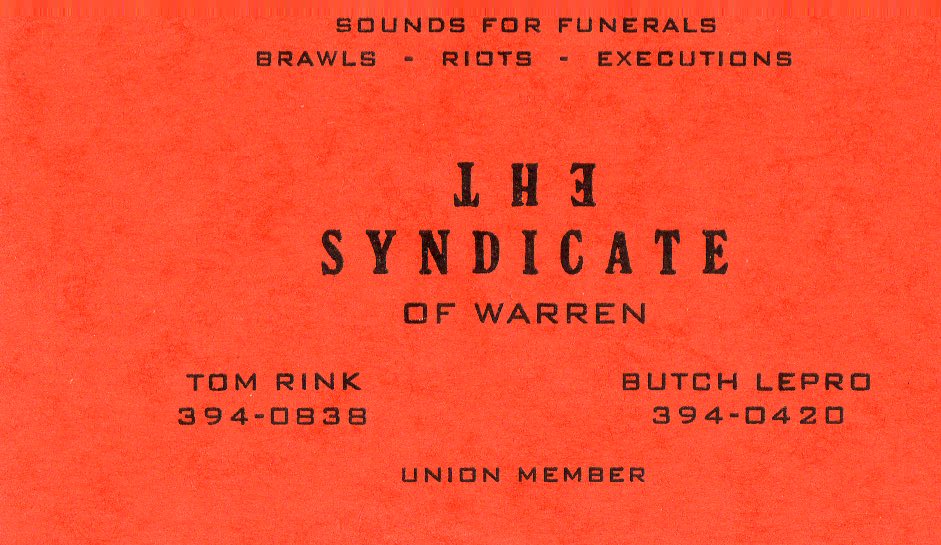 SOUNDS FOR FUNERALS
BRAWLS - RIOTS - EXECUTIONS
THE
SYNDICATE
OF WARREN
TOM RINK
394-0838
BUTCH LEPRO
394-0420
UNION MEMBER